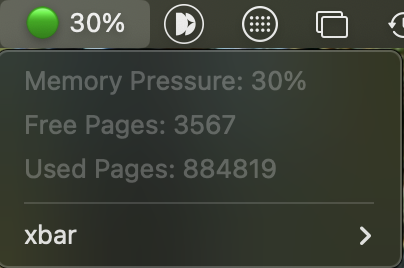 30%
Memory Pressure: 30%
Free Pages: 3567
Used Pages: 884819
xbar